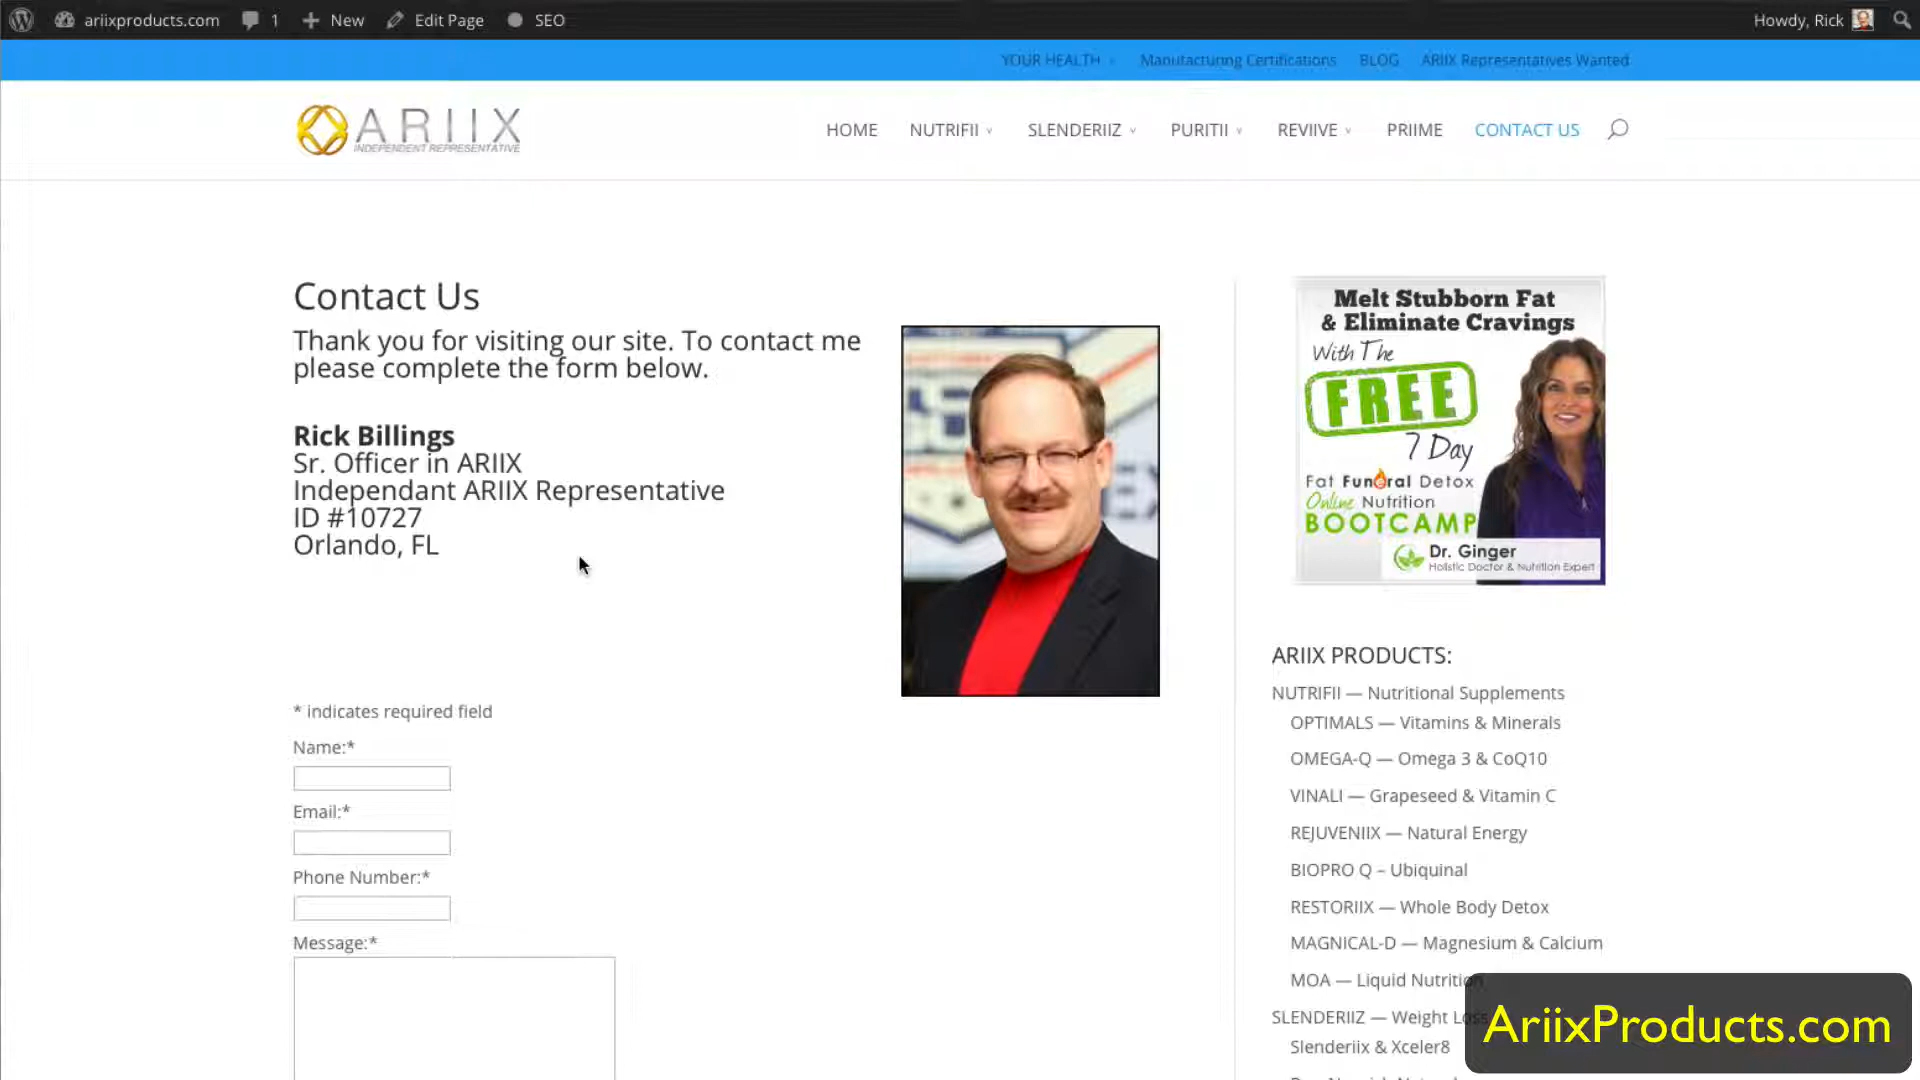 ariixproducts.com 1 New Edit Page SEO Howdy, Rick
YOUR HEALTH Manufacturing Certifications BLOG ARIIX Representatives Wanted
ARIIX
INDEPENDENT REPRESENTATIVE
HOME NUTRIFII SLENDERIIZ PURITII REVIIVE PRIIME CONTACT US
Contact Us
Thank you for visiting our site. To contact me
please complete the form below.
Rick Billings
Sr. Officer in ARIIX
Independant ARIIX Representative
ID #10727
Orlando, FL
* indicates required field
Name:*
Email:*
Phone Number:*
Message:*
Melt Stubborn Fat
& Eliminate Cravings
With The
FREE
7 Day
Fat Funeral Detox
Online Nutrition
BOOTCAMP
Dr. Ginger
Holistic Doctor & Nutrition Expert
ARIIX PRODUCTS:
NUTRIFII — Nutritional Supplements
OPTIMALS — Vitamins & Minerals
OMEGA-Q — Omega 3 & CoQ10
VINALI — Grapeseed & Vitamin C
REJUVENIIX — Natural Energy
BIOPRO Q – Ubiquinal
RESTORIIX — Whole Body Detox
MAGNICAL-D — Magnesium & Calcium
MOA — Liquid Nutrition
SLENDERIIZ — Weight Loss
Slenderiix & Xceler8
AriixProducts.com